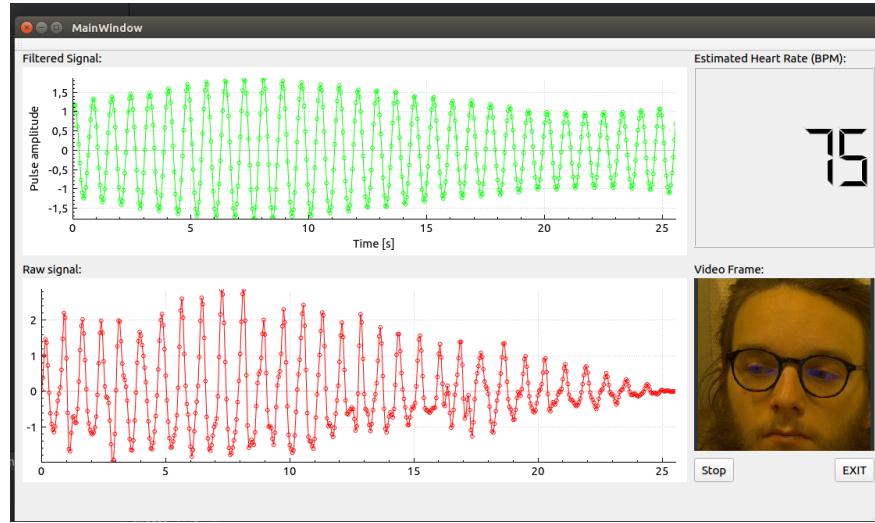 MainWindow
Filtered Signal:
Estimated Heart Rate (BPM):
Pulse amplitude
1,5
1
0,5
0
-0,5
-1
-1,5
0 5 10 15 20 25
Time [s]
75
Raw signal:
Video Frame:
2
1
0
-1
0 5 10 15 20 25
Stop
EXIT